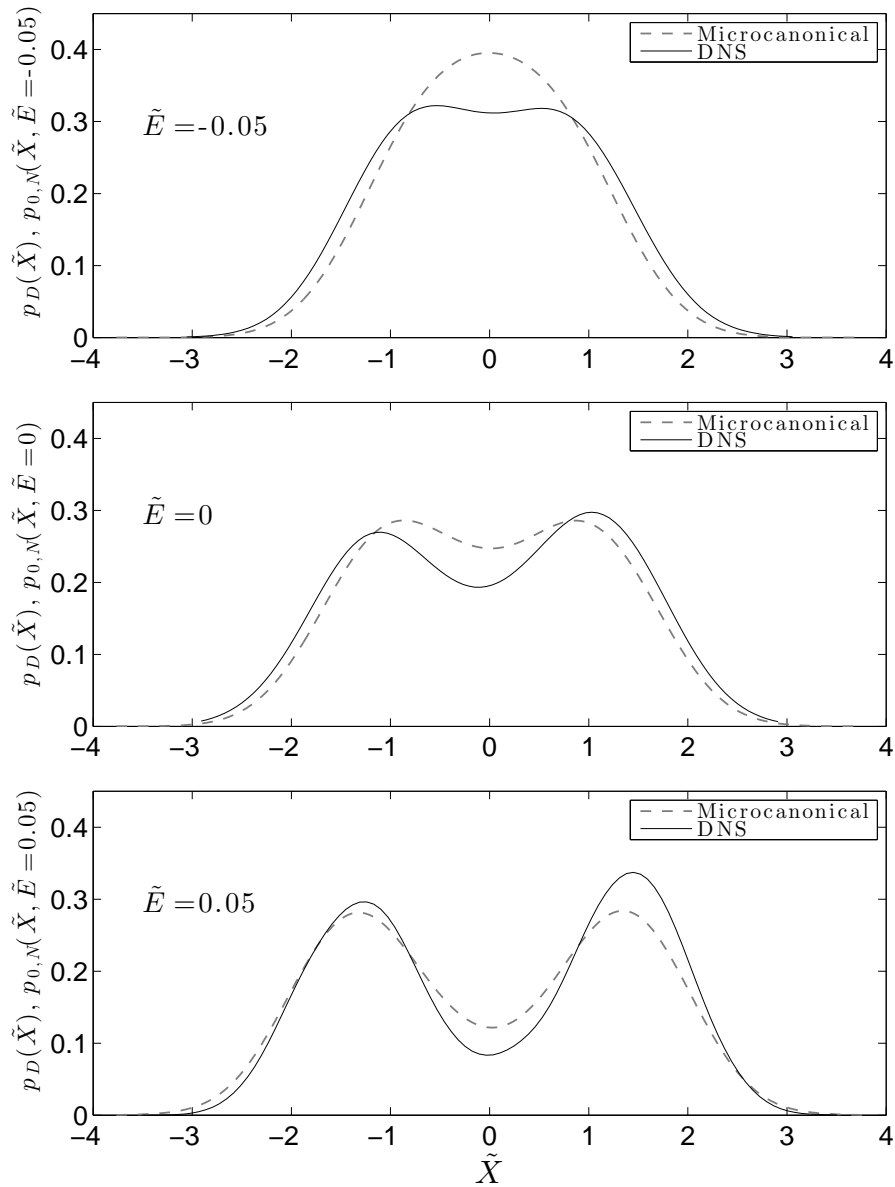 0.4
0.3
0.2
0.1
0
p_D(X̃), p_{0,N}(X̃, Ẽ=-0.05)
Ẽ =-0.05
Microcanonical
DNS
−4 −3 −2 −1 0 1 2 3 4
0.4
0.3
0.2
0.1
0
p_D(X̃), p_{0,N}(X̃, Ẽ=0)
Ẽ =0
Microcanonical
DNS
−4 −3 −2 −1 0 1 2 3 4
0.4
0.3
0.2
0.1
0
p_D(X̃), p_{0,N}(X̃, Ẽ=0.05)
Ẽ =0.05
Microcanonical
DNS
−4 −3 −2 −1 0 1 2 3 4
X̃